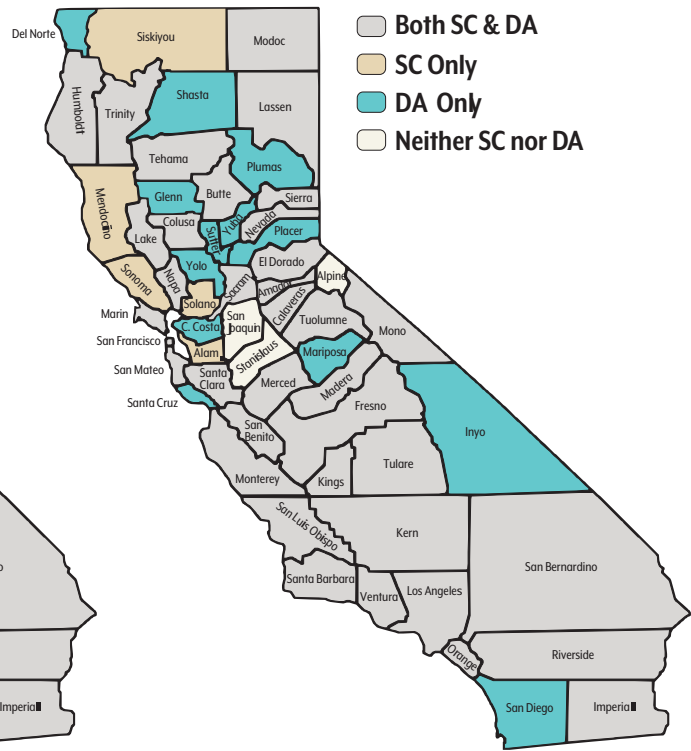 Both SC & DA
SC Only
DA Only
Neither SC nor DA
Del Norte
Siskiyou
Modoc
Humboldt
Trinity
Shasta
Lassen
Tehama
Plumas
Mendocino
Glenn
Butte
Sierra
Colusa
Lake
Sutter
Yuba
Nevada
Placer
Sonoma
Napa
Yolo
El Dorado
Sacram
Amador
Alpine
Solano
Calaveras
Marin
C. Costa
San
Joaquin
Tuolumne
Mono
San Francisco
Alam
Stanislaus
Mariposa
San Mateo
Santa
Clara
Merced
Madera
Santa Cruz
Fresno
San
Benito
Inyo
Monterey
Kings
Tulare
San Luis Obispo
Kern
Santa Barbara
Ventura
Los Angeles
San Bernardino
Orange
Riverside
San Diego
Imperial
o
Imperial